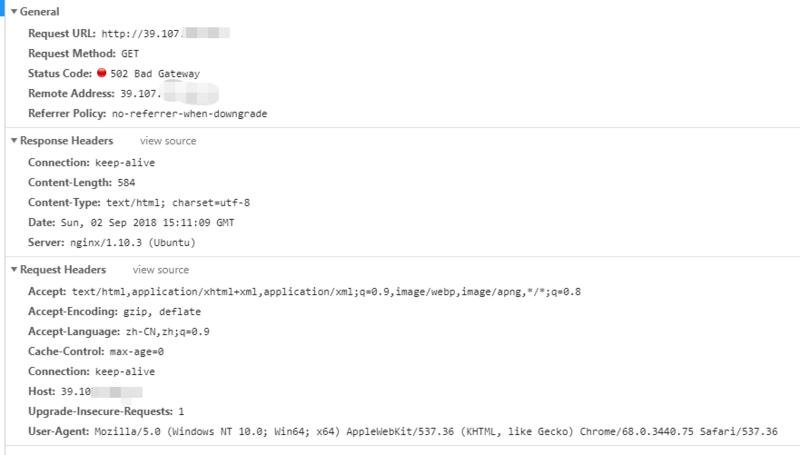 General
Request URL: http://39.107.
Request Method: GET
Status Code: 502 Bad Gateway
Remote Address: 39.107.
Referrer Policy: no-referrer-when-downgrade
Response Headers view source
Connection: keep-alive
Content-Length: 584
Content-Type: text/html; charset=utf-8
Date: Sun, 02 Sep 2018 15:11:09 GMT
Server: nginx/1.10.3 (Ubuntu)
Request Headers view source
Accept: text/html,application/xhtml+xml,application/xml;q=0.9,image/webp,image/apng,*/*;q=0.8
Accept-Encoding: gzip, deflate
Accept-Language: zh-CN,zh;q=0.9
Cache-Control: max-age=0
Connection: keep-alive
Host: 39.10
Upgrade-Insecure-Requests: 1
User-Agent: Mozilla/5.0 (Windows NT 10.0; Win64; x64) AppleWebKit/537.36 (KHTML, like Gecko) Chrome/68.0.3440.75 Safari/537.36